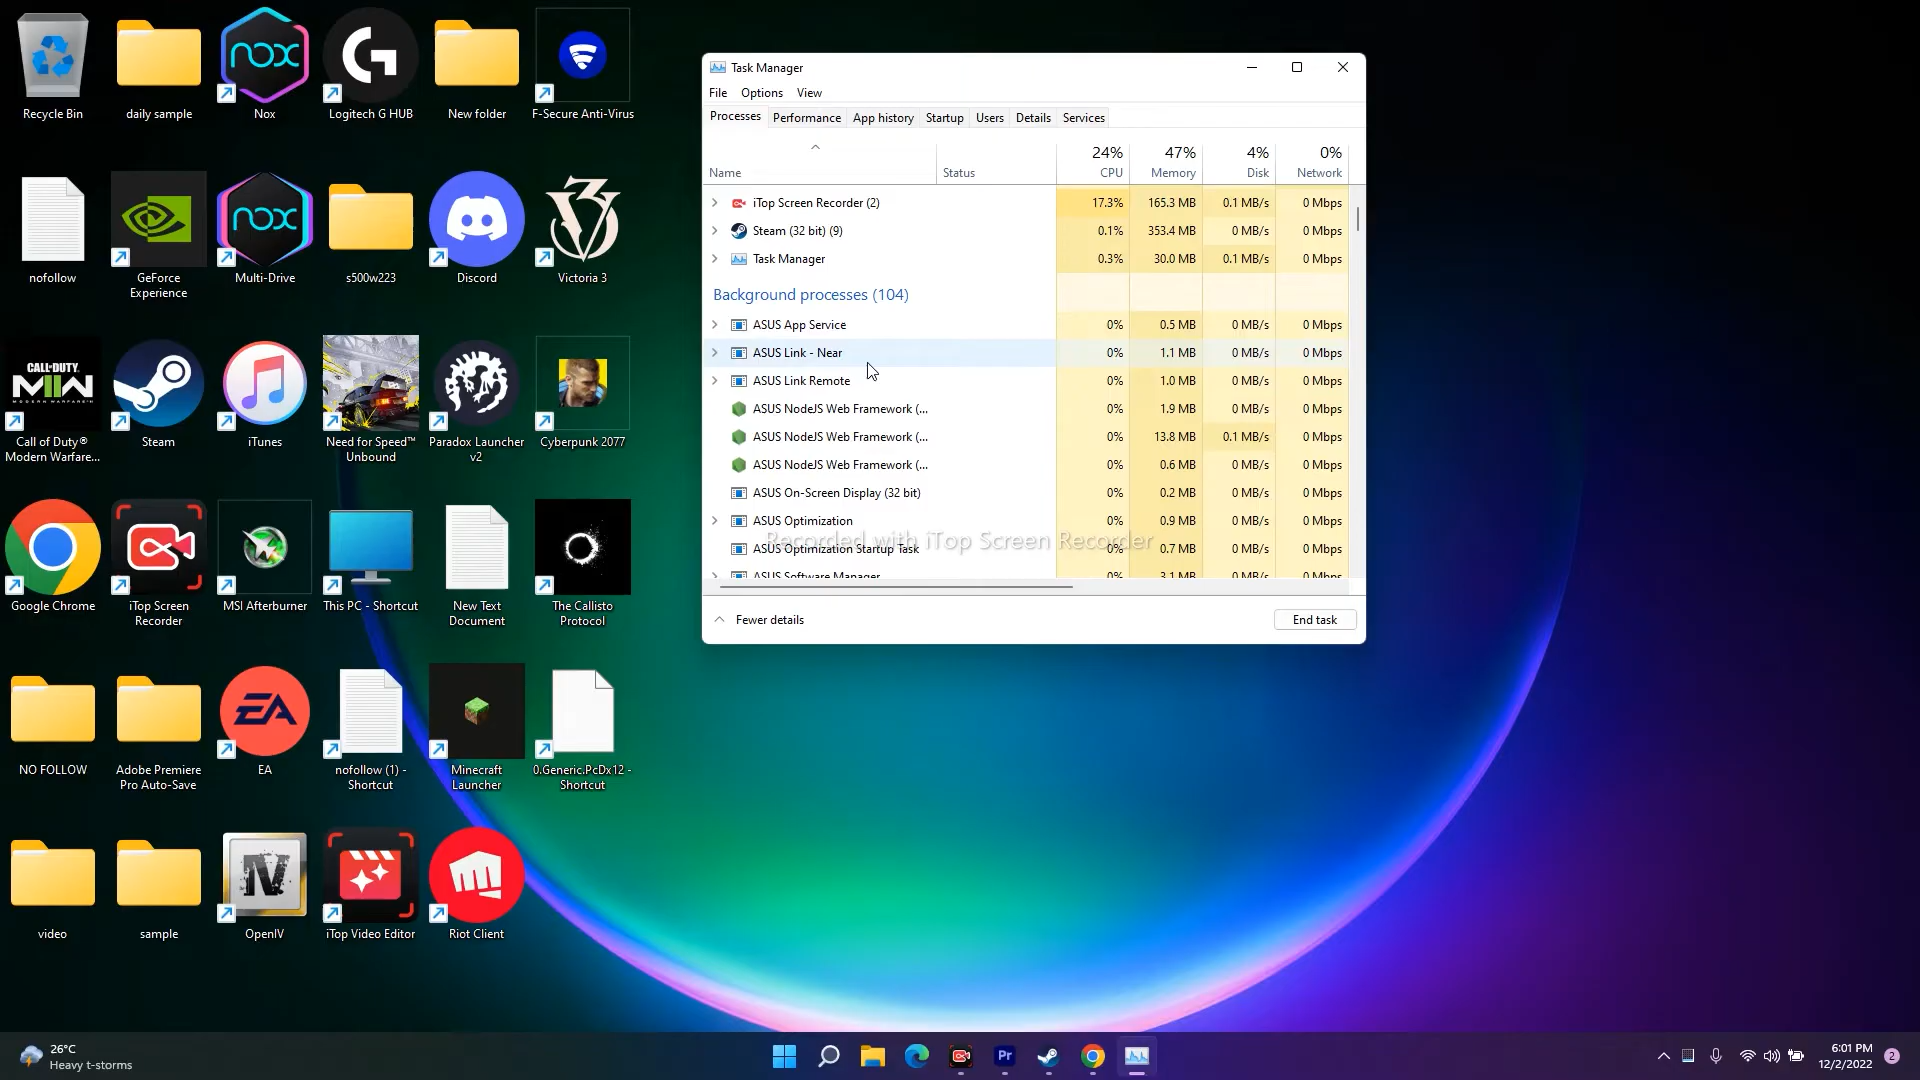 Recycle Bin
daily sample
nox
Nox
Logitech G HUB
New folder
F-Secure Anti-Virus
nofollow
GeForce
Experience
nox
Multi-Drive
s500w223
Discord
Victoria 3
CALL·DUTY.
MWII
MODERN WARFARE
Call of Duty®
Modern Warfare...
Steam
iTunes
Need for Speed™
Unbound
Paradox Launcher
v2
Cyberpunk 2077
Google Chrome
iTop Screen
Recorder
MSI Afterburner
This PC - Shortcut
New Text
Document
The Callisto
Protocol
NO FOLLOW
Adobe Premiere
Pro Auto-Save
EA
EA
nofollow (1) -
Shortcut
Minecraft
Launcher
0.Generic.PcDx12 -
Shortcut
video
sample
IV
OpenIV
iTop Video Editor
Riot Client
Task Manager
File Options View
Processes Performance App history Startup Users Details Services
24% 47% 4% 0%
Name Status CPU Memory Disk Network
iTop Screen Recorder (2) 17.3% 165.3 MB 0.1 MB/s 0 Mbps
Steam (32 bit) (9) 0.1% 353.4 MB 0 MB/s 0 Mbps
Task Manager 0.3% 30.0 MB 0.1 MB/s 0 Mbps
Background processes (104)
ASUS App Service 0% 0.5 MB 0 MB/s 0 Mbps
ASUS Link - Near 0% 1.1 MB 0 MB/s 0 Mbps
ASUS Link Remote 0% 1.0 MB 0 MB/s 0 Mbps
ASUS NodeJS Web Framework (... 0% 1.9 MB 0 MB/s 0 Mbps
ASUS NodeJS Web Framework (... 0% 13.8 MB 0.1 MB/s 0 Mbps
ASUS NodeJS Web Framework (... 0% 0.6 MB 0 MB/s 0 Mbps
ASUS On-Screen Display (32 bit) 0% 0.2 MB 0 MB/s 0 Mbps
ASUS Optimization 0% 0.9 MB 0 MB/s 0 Mbps
Recorded with iTop Screen Recorder
ASUS Optimization Startup Task 0% 0.7 MB 0 MB/s 0 Mbps
ASUS Software Manager 0% 3.1 MB 0 MB/s 0 Mbps
Fewer details
End task
26°C
Heavy t-storms
Pr
6:01 PM
12/2/2022
2